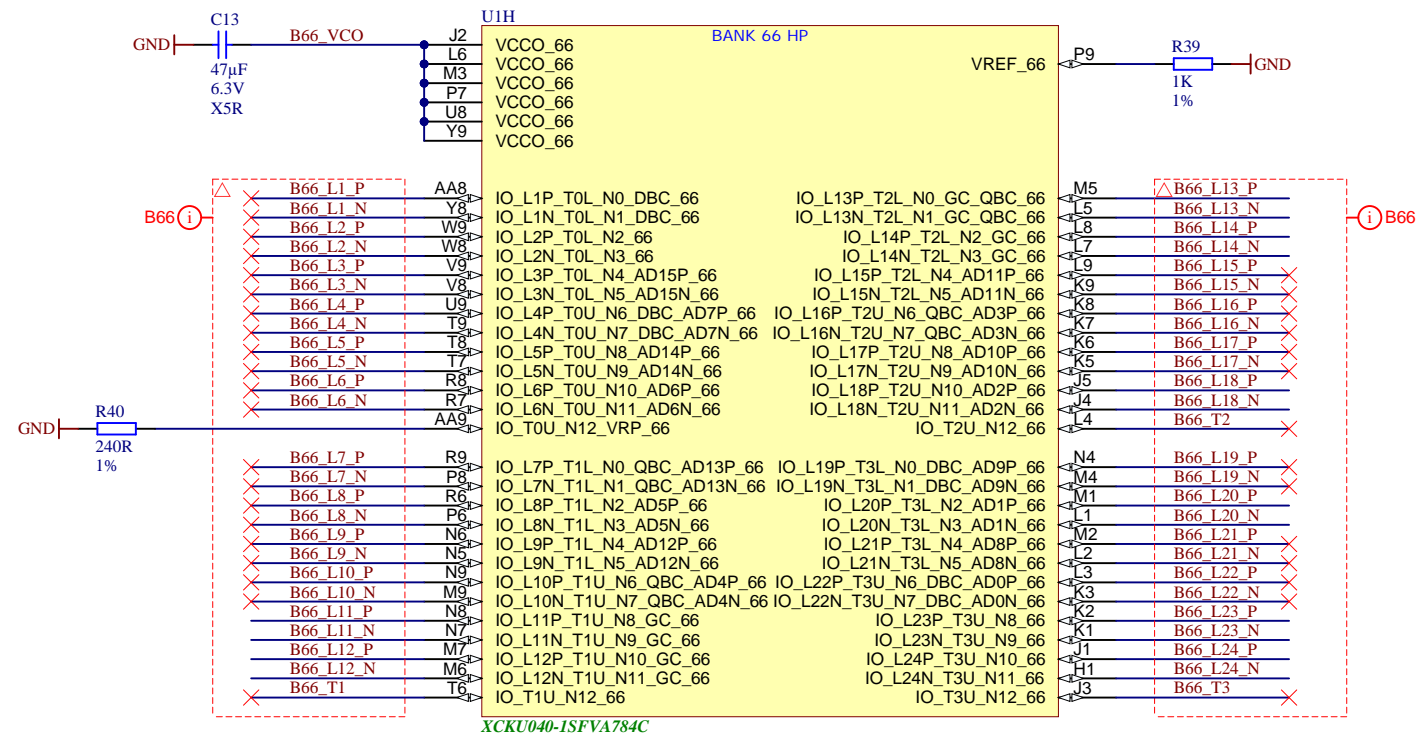 U1H
BANK 66 HP
C13
GND
47µF
6.3V
X5R
B66_VCO
J2 VCCO_66
L6 VCCO_66
M3 VCCO_66
P7 VCCO_66
U8 VCCO_66
Y9 VCCO_66
VREF_66 P9
R39
1K
1%
GND
B66 i
B66_L1_P AA8 IO_L1P_T0L_N0_DBC_66
B66_L1_N Y8 IO_L1N_T0L_N1_DBC_66
B66_L2_P W9 IO_L2P_T0L_N2_66
B66_L2_N W8 IO_L2N_T0L_N3_66
B66_L3_P V9 IO_L3P_T0L_N4_AD15P_66
B66_L3_N V8 IO_L3N_T0L_N5_AD15N_66
B66_L4_P U9 IO_L4P_T0U_N6_DBC_AD7P_66
B66_L4_N T9 IO_L4N_T0U_N7_DBC_AD7N_66
B66_L5_P T8 IO_L5P_T0U_N8_AD14P_66
B66_L5_N T7 IO_L5N_T0U_N9_AD14N_66
B66_L6_P R8 IO_L6P_T0U_N10_AD6P_66
B66_L6_N R7 IO_L6N_T0U_N11_AD6N_66
AA9 IO_T0U_N12_VRP_66
GND
R40
240R
1%
B66_L7_P R9 IO_L7P_T1L_N0_QBC_AD13P_66
B66_L7_N P8 IO_L7N_T1L_N1_QBC_AD13N_66
B66_L8_P R6 IO_L8P_T1L_N2_AD5P_66
B66_L8_N P6 IO_L8N_T1L_N3_AD5N_66
B66_L9_P N6 IO_L9P_T1L_N4_AD12P_66
B66_L9_N N5 IO_L9N_T1L_N5_AD12N_66
B66_L10_P N9 IO_L10P_T1U_N6_QBC_AD4P_66
B66_L10_N M9 IO_L10N_T1U_N7_QBC_AD4N_66
B66_L11_P N8 IO_L11P_T1U_N8_GC_66
B66_L11_N N7 IO_L11N_T1U_N9_GC_66
B66_L12_P M7 IO_L12P_T1U_N10_GC_66
B66_L12_N M6 IO_L12N_T1U_N11_GC_66
B66_T1 T6 IO_T1U_N12_66
IO_L13P_T2L_N0_GC_QBC_66 M5 B66_L13_P
IO_L13N_T2L_N1_GC_QBC_66 L5 B66_L13_N
IO_L14P_T2L_N2_GC_66 L8 B66_L14_P
IO_L14N_T2L_N3_GC_66 L7 B66_L14_N
IO_L15P_T2L_N4_AD11P_66 L9 B66_L15_P
IO_L15N_T2L_N5_AD11N_66 K9 B66_L15_N
IO_L16P_T2U_N6_QBC_AD3P_66 K8 B66_L16_P
IO_L16N_T2U_N7_QBC_AD3N_66 K7 B66_L16_N
IO_L17P_T2U_N8_AD10P_66 K6 B66_L17_P
IO_L17N_T2U_N9_AD10N_66 K5 B66_L17_N
IO_L18P_T2U_N10_AD2P_66 J5 B66_L18_P
IO_L18N_T2U_N11_AD2N_66 J4 B66_L18_N
IO_T2U_N12_66 L4 B66_T2
IO_L19P_T3L_N0_DBC_AD9P_66 N4 B66_L19_P
IO_L19N_T3L_N1_DBC_AD9N_66 M4 B66_L19_N
IO_L20P_T3L_N2_AD1P_66 M1 B66_L20_P
IO_L20N_T3L_N3_AD1N_66 L1 B66_L20_N
IO_L21P_T3L_N4_AD8P_66 M2 B66_L21_P
IO_L21N_T3L_N5_AD8N_66 L2 B66_L21_N
IO_L22P_T3U_N6_DBC_AD0P_66 L3 B66_L22_P
IO_L22N_T3U_N7_DBC_AD0N_66 K3 B66_L22_N
IO_L23P_T3U_N8_66 K2 B66_L23_P
IO_L23N_T3U_N9_66 K1 B66_L23_N
IO_L24P_T3U_N10_66 J1 B66_L24_P
IO_L24N_T3U_N11_66 H1 B66_L24_N
IO_T3U_N12_66 J3 B66_T3
i B66
XCKU040-1SFVA784C